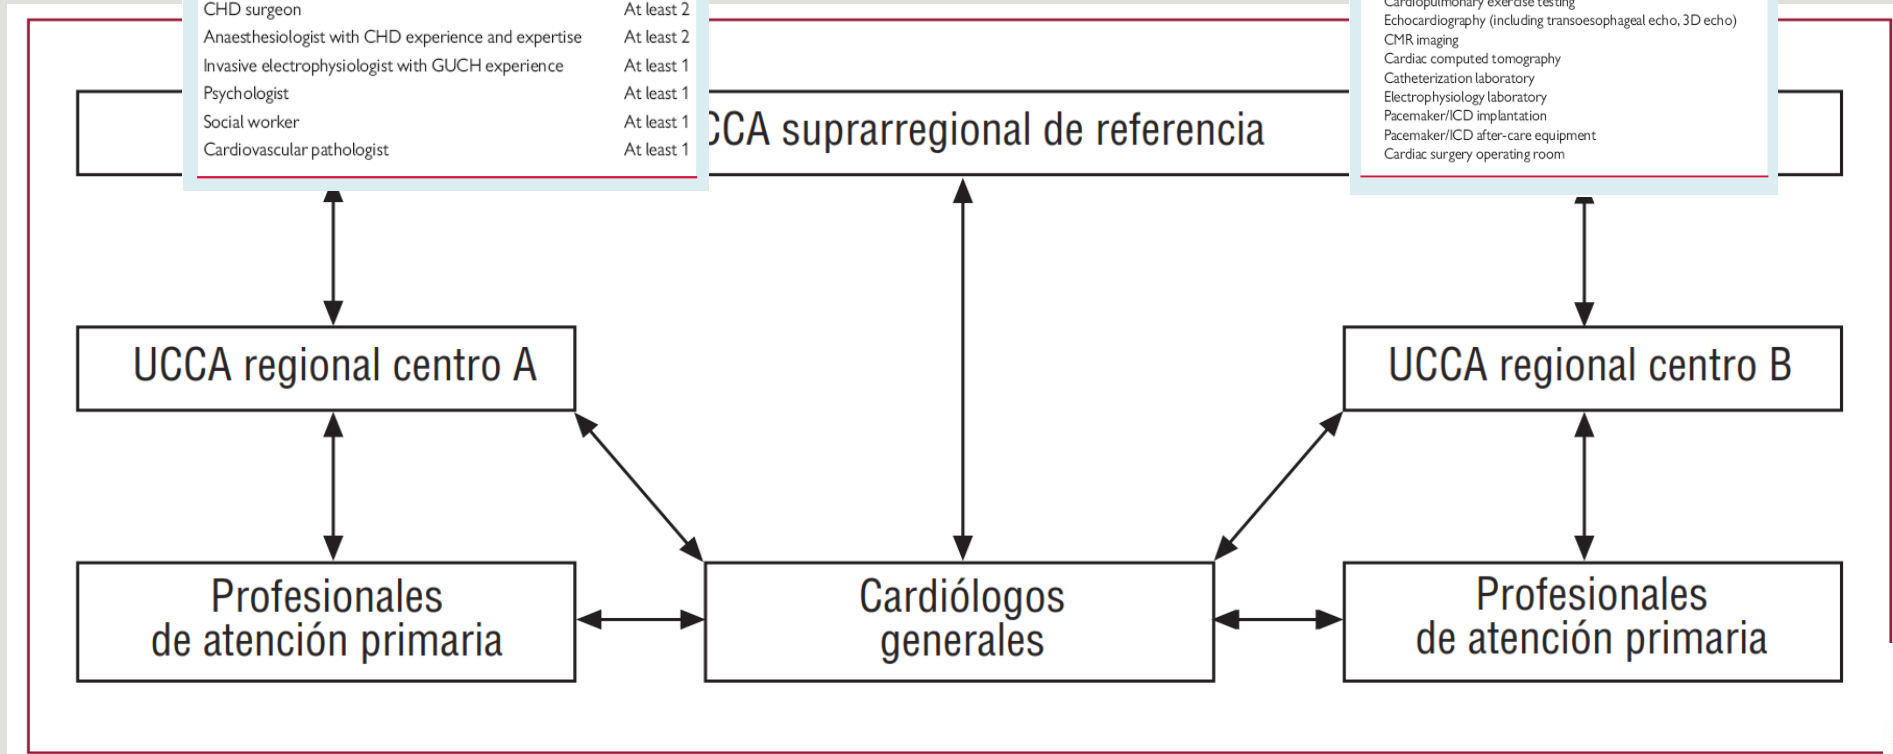 CHD surgeon At least 2
Anaesthesiologist with CHD experience and expertise At least 2
Invasive electrophysiologist with GUCH experience At least 1
Psychologist At least 1
Social worker At least 1
Cardiovascular pathologist At least 1
Cardiopulmonary exercise testing
Echocardiography (including transoesophageal echo, 3D echo)
CMR imaging
Cardiac computed tomography
Catheterization laboratory
Electrophysiology laboratory
Pacemaker/ICD implantation
Pacemaker/ICD after-care equipment
Cardiac surgery operating room
CCA suprarregional de referencia
UCCA regional centro A
UCCA regional centro B
Profesionales
de atención primaria
Cardiólogos
generales
Profesionales
de atención primaria